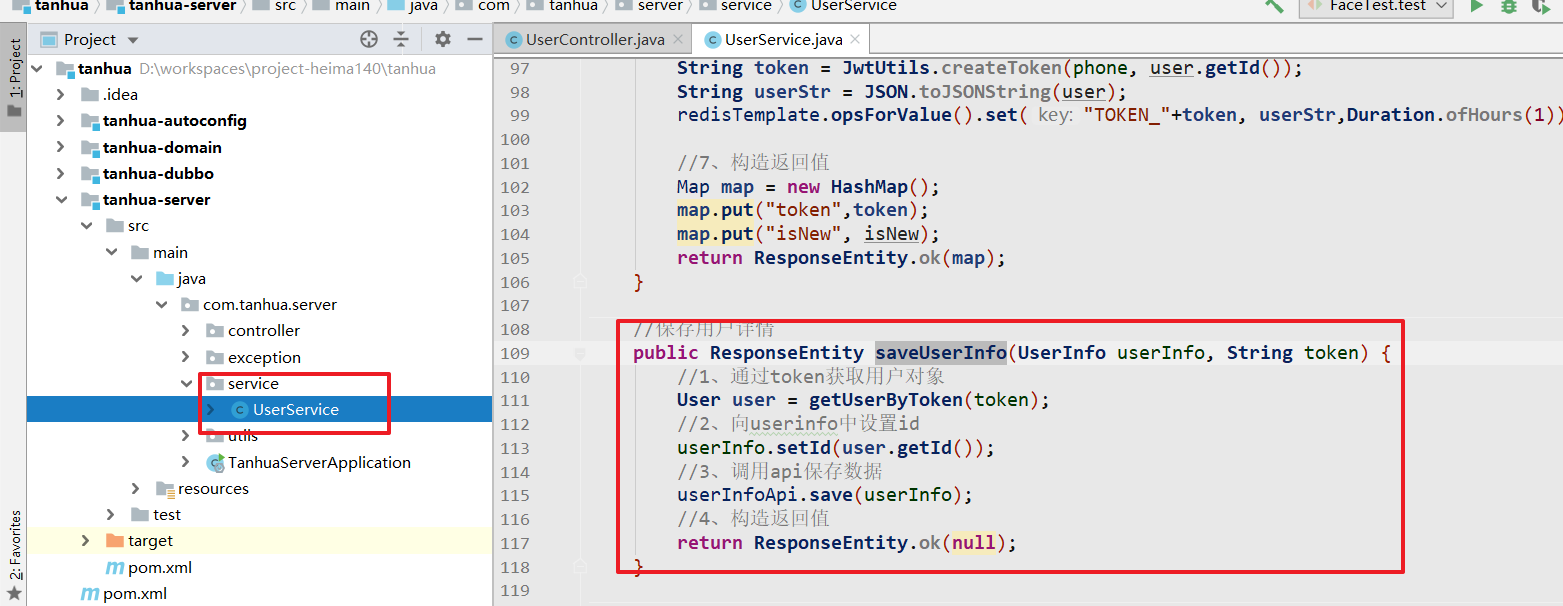 tanhua
tanhua-server
src
main
java
com
tanhua
server
service
UserService
FaceTest.test
1: Project
2: Favorites
Project
tanhua D:\workspaces\project-heima140\tanhua
.idea
tanhua-autoconfig
tanhua-domain
tanhua-dubbo
tanhua-server
src
main
java
com.tanhua.server
controller
exception
service
UserService
utils
TanhuaServerApplication
resources
test
target
pom.xml
pom.xml
UserController.java
UserService.java
97 String token = JwtUtils.createToken(phone, user.getId());
98 String userStr = JSON.toJSONString(user);
99 redisTemplate.opsForValue().set( key: "TOKEN_"+token, userStr,Duration.ofHours(1))
100
101 //7、构造返回值
102 Map map = new HashMap();
103 map.put("token",token);
104 map.put("isNew", isNew);
105 return ResponseEntity.ok(map);
106 }
107
108 //保存用户详情
109 public ResponseEntity saveUserInfo(UserInfo userInfo, String token) {
110 //1、通过token获取用户对象
111 User user = getUserByToken(token);
112 //2、向userinfo中设置id
113 userInfo.setId(user.getId());
114 //3、调用api保存数据
115 userInfoApi.save(userInfo);
116 //4、构造返回值
117 return ResponseEntity.ok(null);
118 }
119